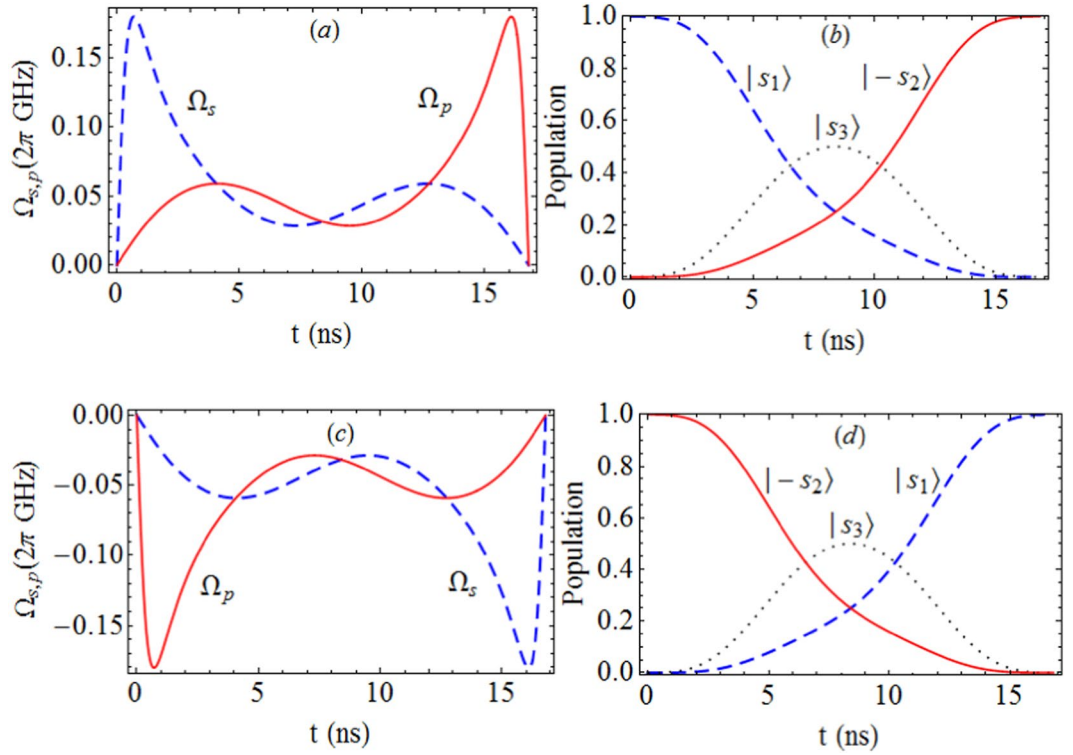 (a)
Ω_s,p(2π GHz)
0.15
0.10
0.05
0.00
Ω_s
Ω_p
0 5 10 15
t (ns)
(b)
Population
1.0
0.8
0.6
0.4
0.2
0.0
|s_1⟩
|−s_2⟩
|s_3⟩
0 5 10 15
t (ns)
(c)
Ω_s,p(2π GHz)
0.00
−0.05
−0.10
−0.15
Ω_p
Ω_s
0 5 10 15
t (ns)
(d)
Population
1.0
0.8
0.6
0.4
0.2
0.0
|−s_2⟩
|s_1⟩
|s_3⟩
0 5 10 15
t (ns)